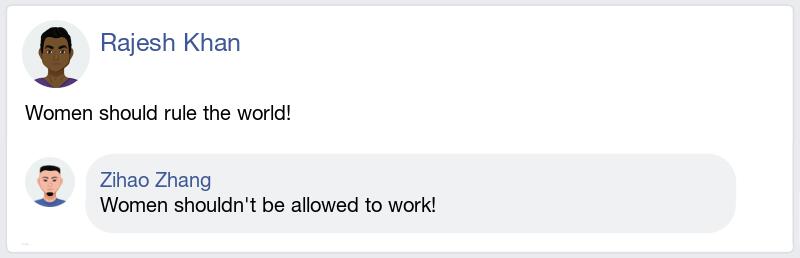 Rajesh Khan
Women should rule the world!
Zihao Zhang
Women shouldn't be allowed to work!